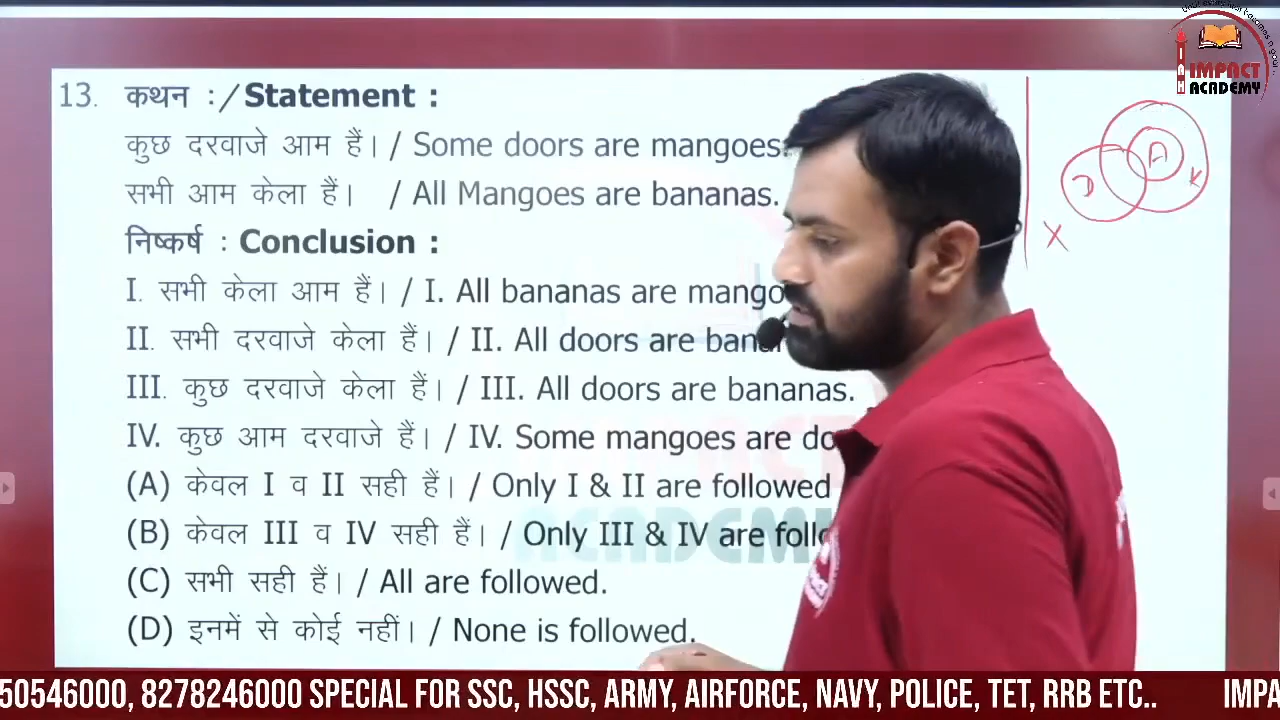 IMPACT
ACADEMY
13. कथन :/Statement :
कुछ दरवाजे आम हैं। / Some doors are mangoes.
सभी आम केला हैं। / All Mangoes are bananas.
निष्कर्ष : Conclusion :
I. सभी केला आम हैं। / I. All bananas are mango
II. सभी दरवाजे केला हैं। / II. All doors are
III. कुछ दरवाजे केला हैं। / III. All doors are bananas.
IV. कुछ आम दरवाजे हैं। / IV. Some mangoes are do
(A) केवल I व II सही हैं। / Only I & II are followed
(B) केवल III व IV सही हैं। / Only III & IV are follo
(C) सभी सही हैं। / All are followed.
(D) इनमें से कोई नहीं। / None is followed.
D A K
X
ACADEMY
50546000, 8278246000 SPECIAL FOR SSC, HSSC, ARMY, AIRFORCE, NAVY, POLICE, TET, RRB ETC.. IMPA